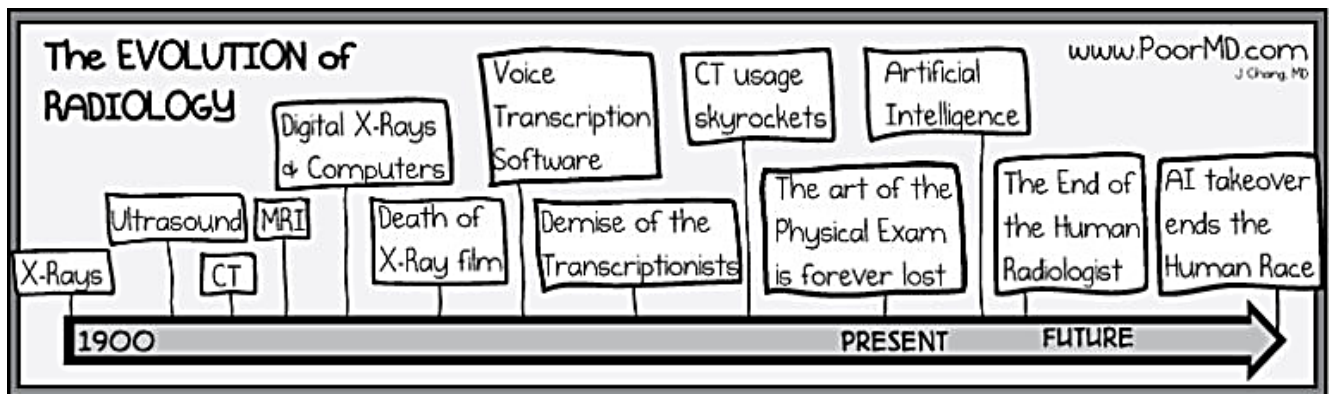 The EVOLUTION of
RADIOLOGY
www.PoorMD.com
J Chang, MD
X-Rays
Ultrasound
CT
MRI
Digital X-Rays
& Computers
Death of
X-Ray film
Voice
Transcription
Software
Demise of the
Transcriptionists
CT usage
skyrockets
The art of the
Physical Exam
is forever lost
Artificial
Intelligence
The End of
the Human
Radiologist
AI takeover
ends the
Human Race
1900
PRESENT
FUTURE